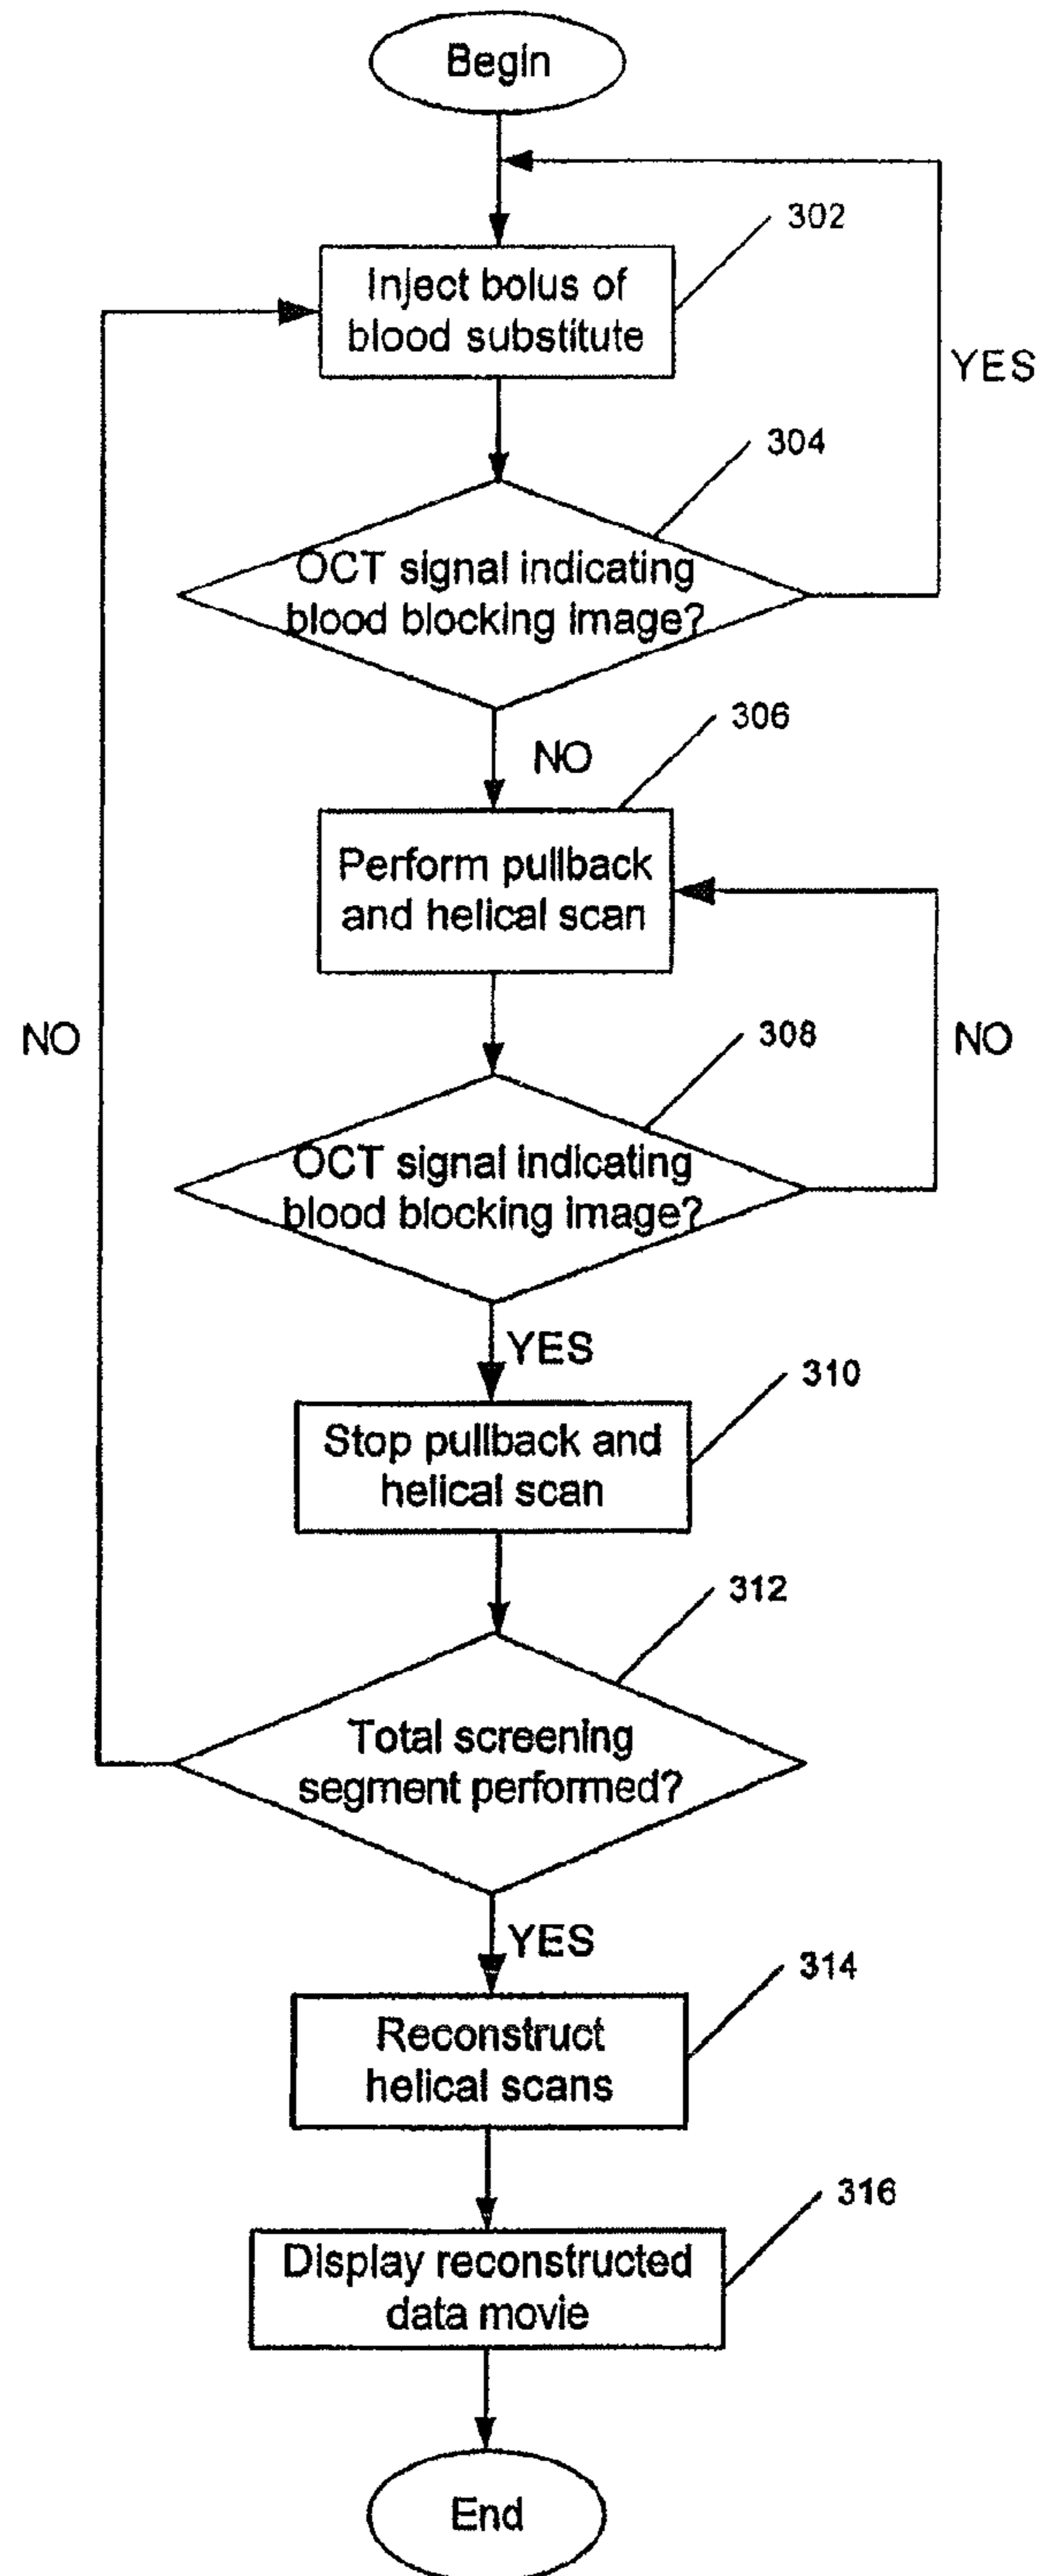 Begin
302
Inject bolus of
blood substitute
YES
304
OCT signal indicating
blood blocking image?
306
NO
Perform pullback
and helical scan
308
NO
NO
OCT signal indicating
blood blocking image?
YES
310
Stop pullback and
helical scan
312
Total screening
segment performed?
YES
314
Reconstruct
helical scans
316
Display reconstructed
data movie
End